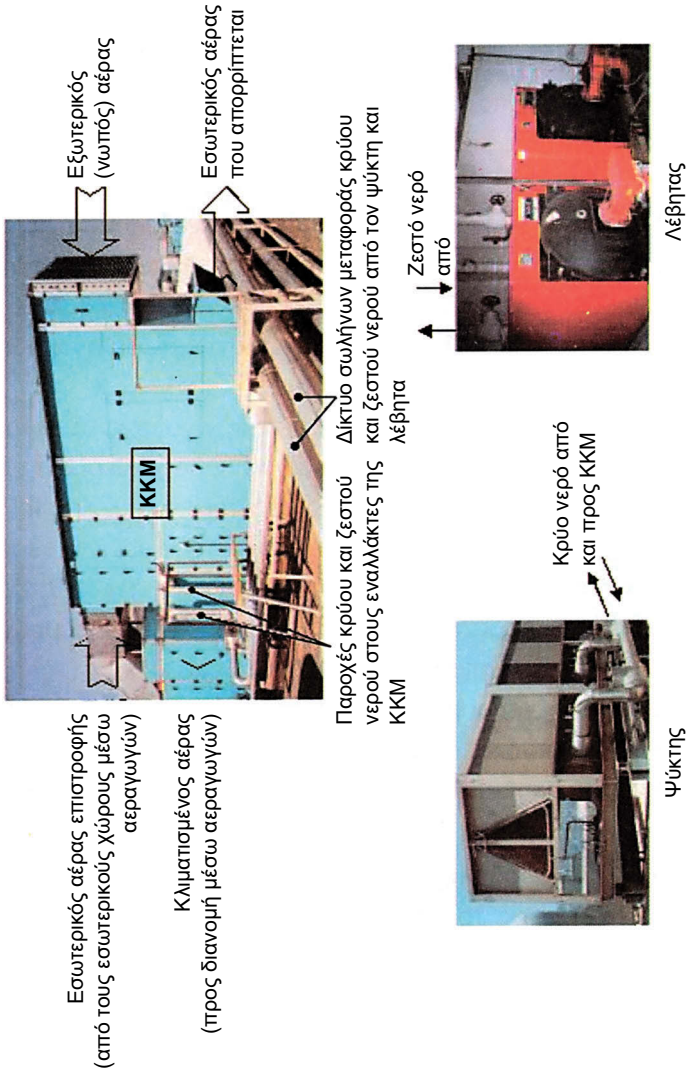 Εσωτερικός αέρας επιστροφής
(από τους εσωτερικούς χώρους μέσω
αεραγωγών)
Κλιματισμένος αέρας
(προς διανομή μέσω αεραγωγών)
ΚΚΜ
Εξωτερικός
(νωπός) αέρας
Εσωτερικός αέρας
που απορρίπτεται
Παροχές κρύου και ζεστού
νερού στους εναλλάκτες της
ΚΚΜ
Δίκτυο σωλήνων μεταφοράς κρύου
και ζεστού νερού από τον ψύκτη και
λέβητα
Κρύο νερό από
και προς ΚΚΜ
Ψύκτης
Ζεστό νερό
από
Λέβητας